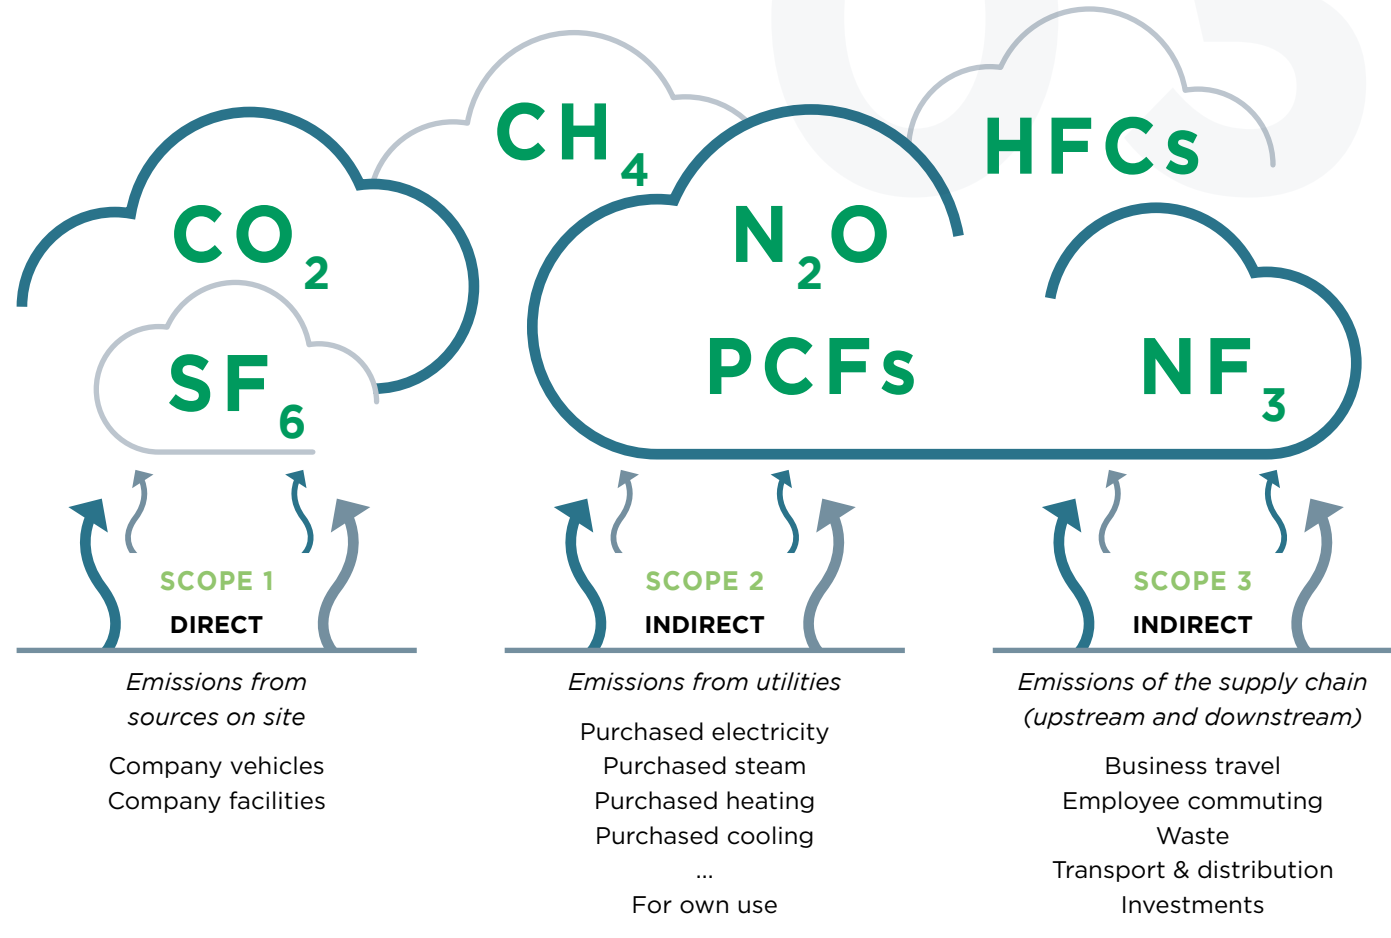 CH₄
HFCs
CO₂
N₂O
SF₆
PCFs
NF₃
SCOPE 1
DIRECT
Emissions from
sources on site
Company vehicles
Company facilities
SCOPE 2
INDIRECT
Emissions from utilities
Purchased electricity
Purchased steam
Purchased heating
Purchased cooling
...
For own use
SCOPE 3
INDIRECT
Emissions of the supply chain
(upstream and downstream)
Business travel
Employee commuting
Waste
Transport & distribution
Investments